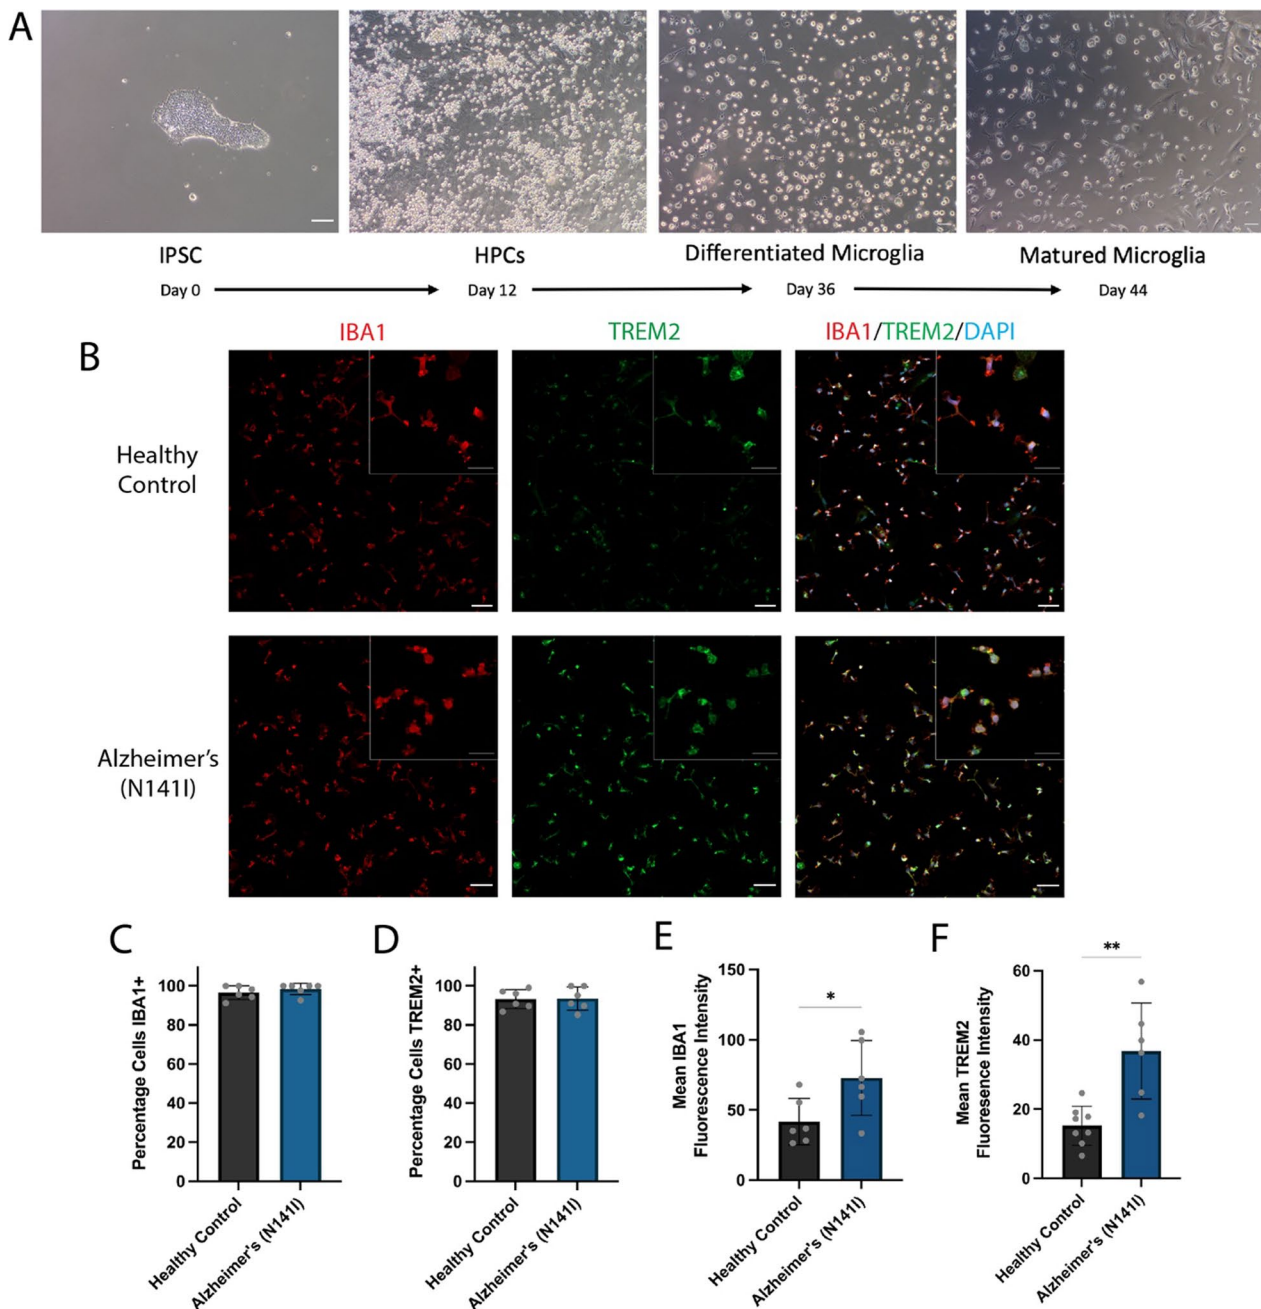 A
IPSC
HPCs
Differentiated Microglia
Matured Microglia
Day 0
Day 12
Day 36
Day 44
B
IBA1
TREM2
IBA1/TREM2/DAPI
Healthy
Control
Alzheimer's
(N141I)
C
Percentage Cells IBA1+
100
80
60
40
20
0
Healthy Control
Alzheimer's (N141I)
D
Percentage Cells TREM2+
100
80
60
40
20
0
Healthy Control
Alzheimer's (N141I)
E
Mean IBA1
Fluorescence Intensity
150
100
50
0
*
Healthy Control
Alzheimer's (N141I)
F
Mean TREM2
Fluoresence Intensity
60
40
20
0
**
Healthy Control
Alzheimer's (N141I)